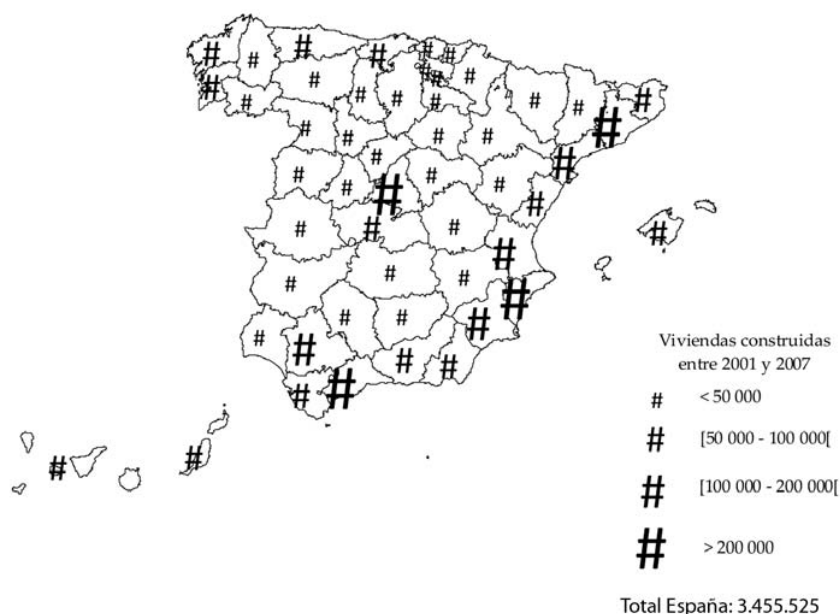 Viviendas construidas
entre 2001 y 2007
# < 50 000
# [50 000 - 100 000[
# [100 000 - 200 000[
# > 200 000
Total España: 3.455.525